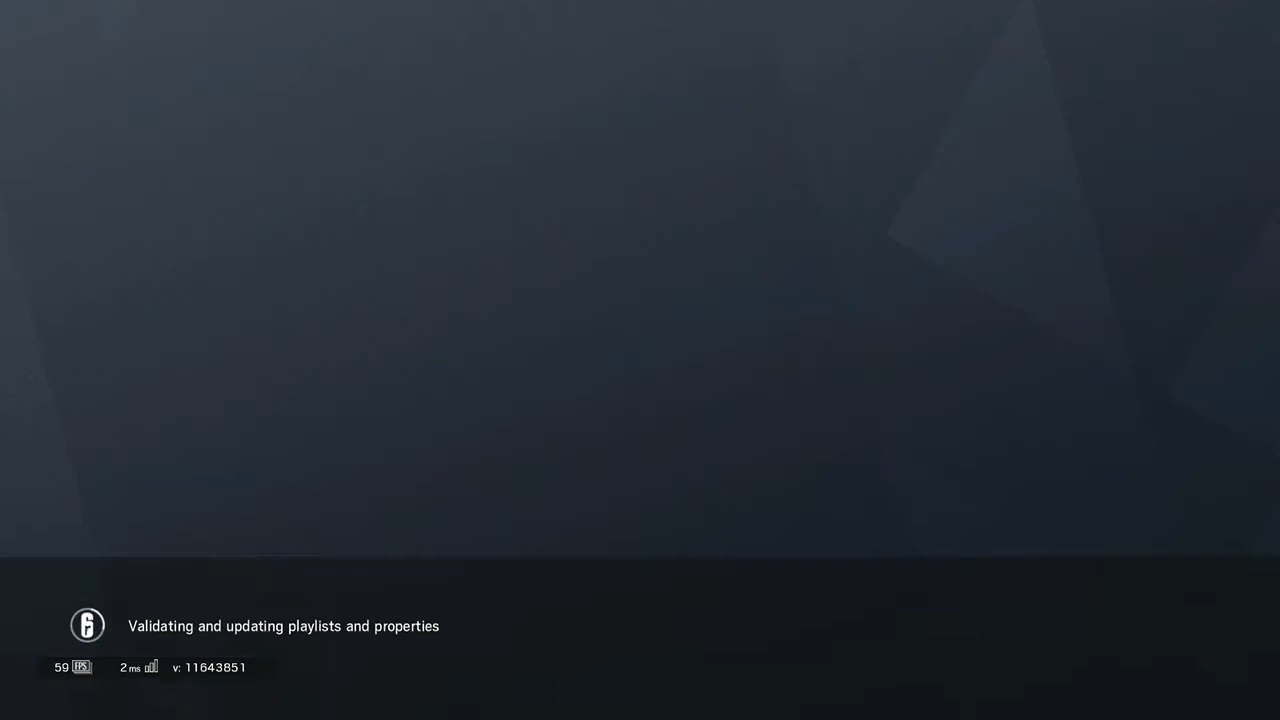 Validating and updating playlists and properties
59 FPS 2 ms v: 11643851